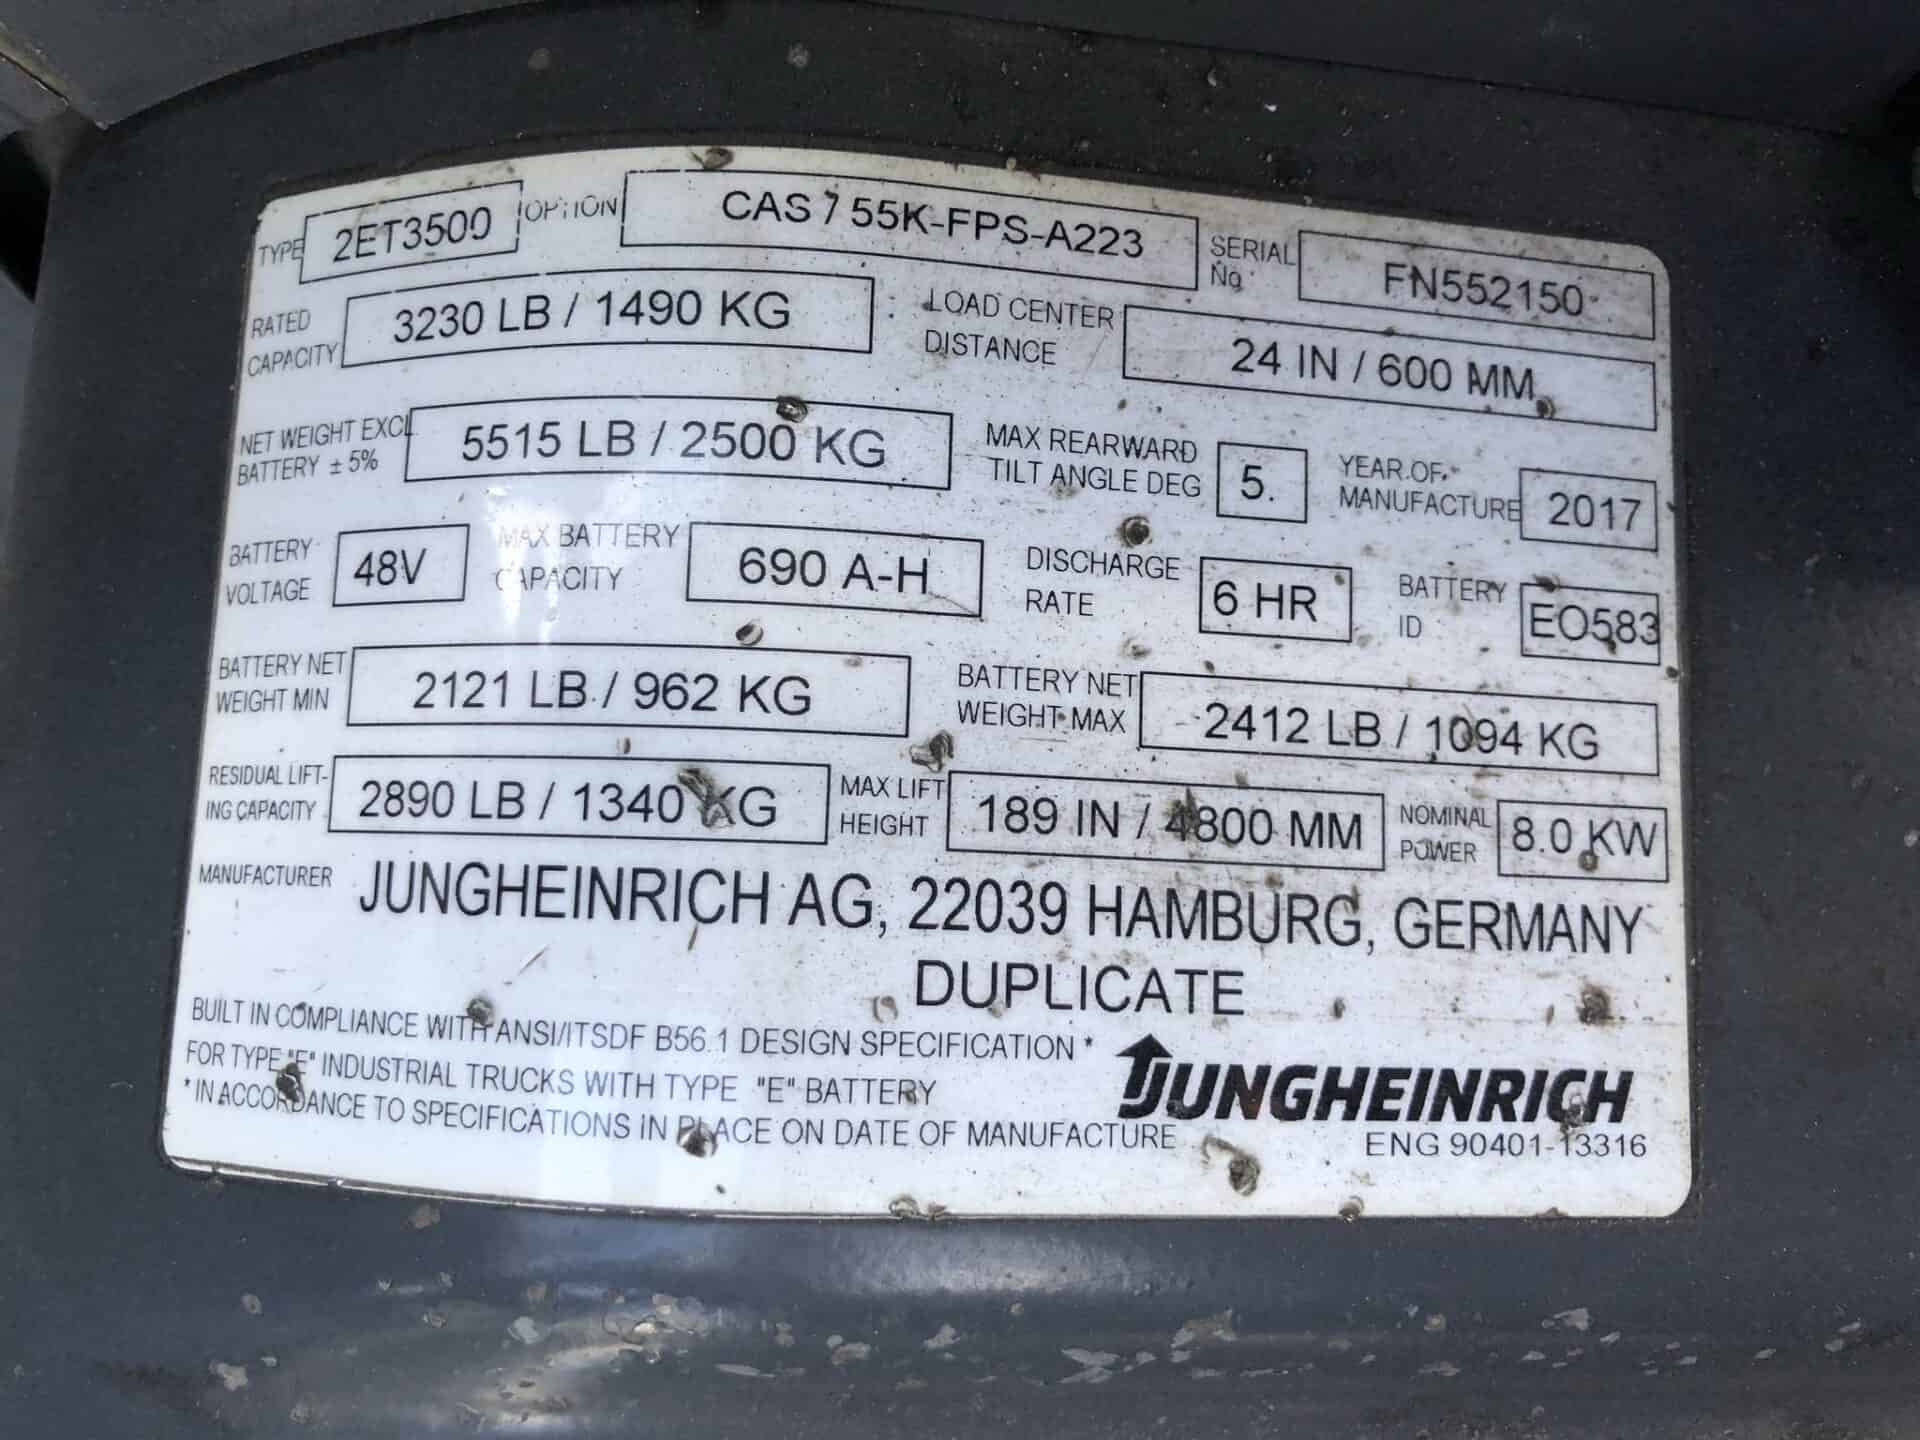 TYPE 2ET3500 OPTION CAS 755K-FPS-A223 SERIAL No FN552150
RATED CAPACITY 3230 LB / 1490 KG LOAD CENTER DISTANCE 24 IN / 600 MM
NET WEIGHT EXCL BATTERY ± 5% 5515 LB / 2500 KG MAX REARWARD TILT ANGLE DEG 5. YEAR OF MANUFACTURE 2017
BATTERY VOLTAGE 48V MAX BATTERY CAPACITY 690 A-H DISCHARGE RATE 6 HR BATTERY ID EO583
BATTERY NET WEIGHT MIN 2121 LB / 962 KG BATTERY NET WEIGHT MAX 2412 LB / 1094 KG
RESIDUAL LIFT-ING CAPACITY 2890 LB / 1340 KG MAX LIFT HEIGHT 189 IN / 4800 MM NOMINAL POWER 8.0 KW
MANUFACTURER JUNGHEINRICH AG, 22039 HAMBURG, GERMANY
DUPLICATE
BUILT IN COMPLIANCE WITH ANSI/ITSDF B56.1 DESIGN SPECIFICATION *
FOR TYPE "E" INDUSTRIAL TRUCKS WITH TYPE "E" BATTERY
* IN ACCORDANCE TO SPECIFICATIONS IN PLACE ON DATE OF MANUFACTURE
JUNGHEINRICH
ENG 90401-13316